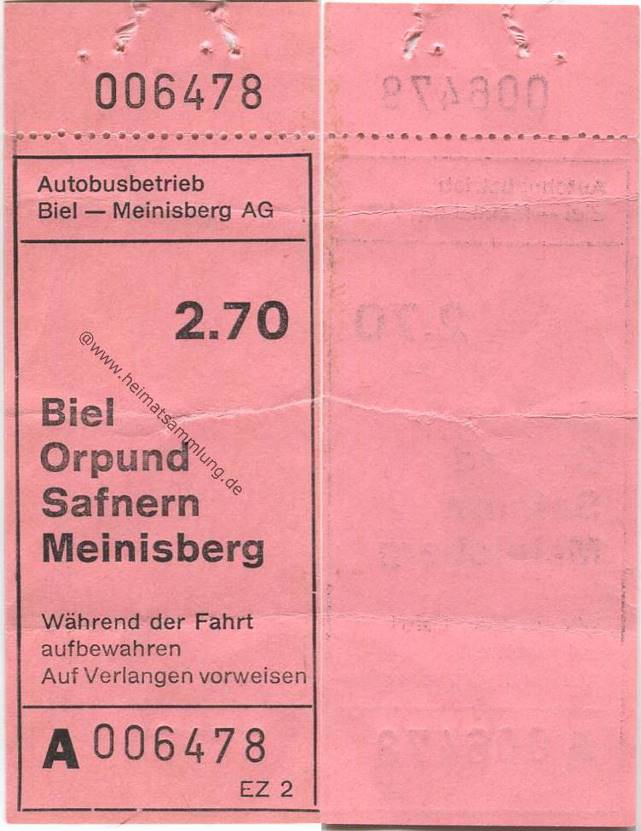 006478
Autobusbetrieb
Biel — Meinisberg AG
2.70
@www.heimatsammlung.de
Biel
Orpund
Safnern
Meinisberg
Während der Fahrt
aufbewahren
Auf Verlangen vorweisen
A 006478
EZ 2